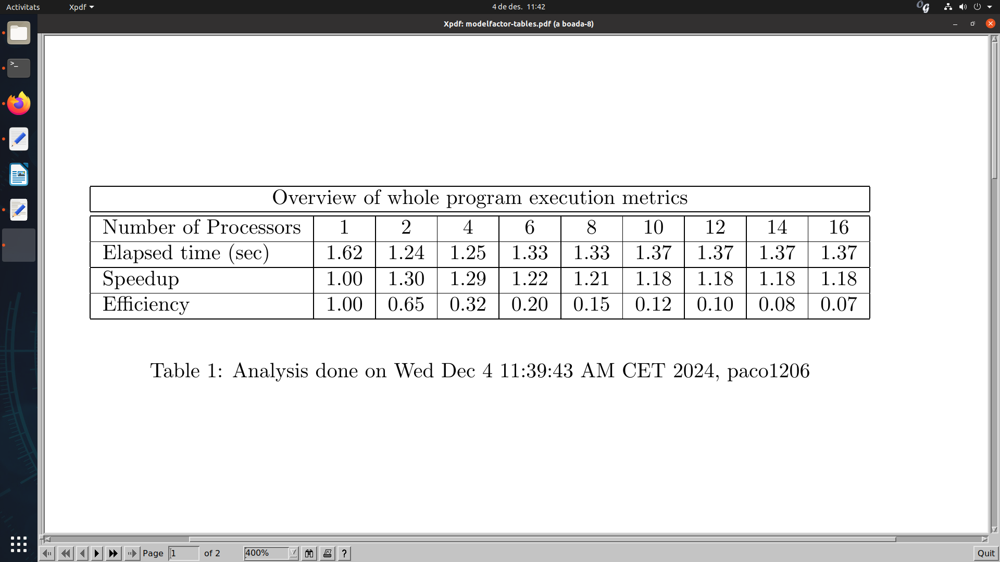 Activitats Xpdf 4 de des. 11:42
Xpdf: modelfactor-tables.pdf (a boada-8)
Overview of whole program execution metrics
Number of Processors 1 2 4 6 8 10 12 14 16
Elapsed time (sec) 1.62 1.24 1.25 1.33 1.33 1.37 1.37 1.37 1.37
Speedup 1.00 1.30 1.29 1.22 1.21 1.18 1.18 1.18 1.18
Efficiency 1.00 0.65 0.32 0.20 0.15 0.12 0.10 0.08 0.07
Table 1: Analysis done on Wed Dec 4 11:39:43 AM CET 2024, paco1206
Page 1 of 2 400% ? Quit